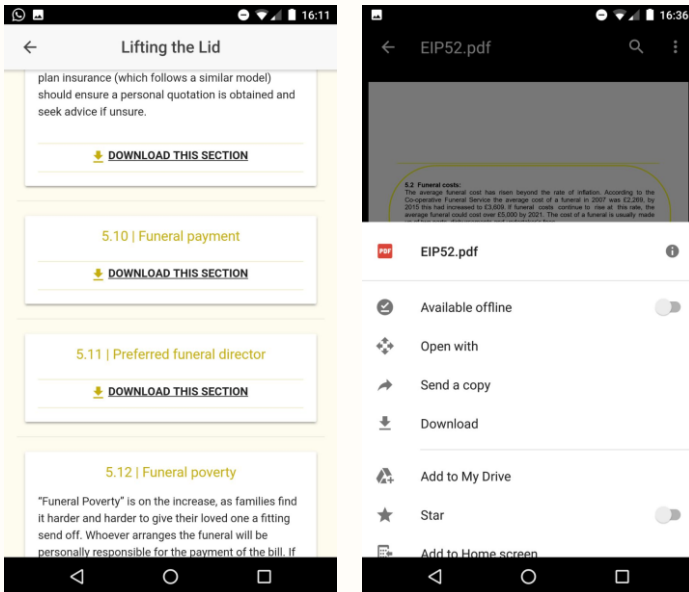 16:11
Lifting the Lid
plan insurance (which follows a similar model)
should ensure a personal quotation is obtained and
seek advice if unsure.
DOWNLOAD THIS SECTION
5.10 | Funeral payment
DOWNLOAD THIS SECTION
5.11 | Preferred funeral director
DOWNLOAD THIS SECTION
5.12 | Funeral poverty
“Funeral Poverty” is on the increase, as families find
it harder and harder to give their loved one a fitting
send off. Whoever arranges the funeral will be
personally responsible for the payment of the bill. If
16:36
EIP52.pdf
5.2 Funeral costs:
The average funeral cost has risen beyond the rate of inflation. According to the
Co-operative Funeral Service the average cost of a funeral in 2007 was £2,269, by
2015 this had increased to £3,609. If funeral costs continue to rise at this rate, the
average funeral could cost over £5,000 by 2021. The cost of a funeral is usually made
PDF
EIP52.pdf
Available offline
Open with
Send a copy
Download
Add to My Drive
Star
Add to Home screen